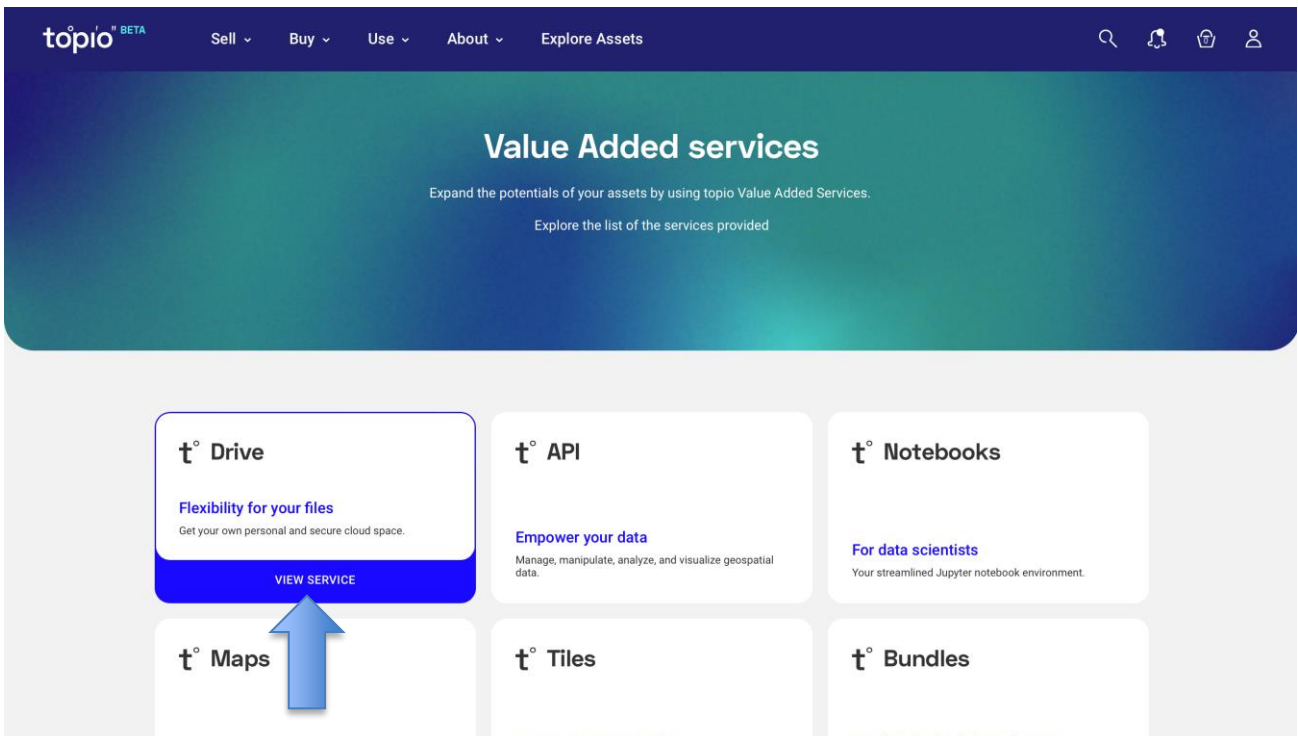 topio" BETA
Sell Buy Use About Explore Assets
Value Added services
Expand the potentials of your assets by using topio Value Added Services.
Explore the list of the services provided
t° Drive
Flexibility for your files
Get your own personal and secure cloud space.
VIEW SERVICE
t° API
Empower your data
Manage, manipulate, analyze, and visualize geospatial
data.
t° Notebooks
For data scientists
Your streamlined Jupyter notebook environment.
t° Maps
t° Tiles
t° Bundles